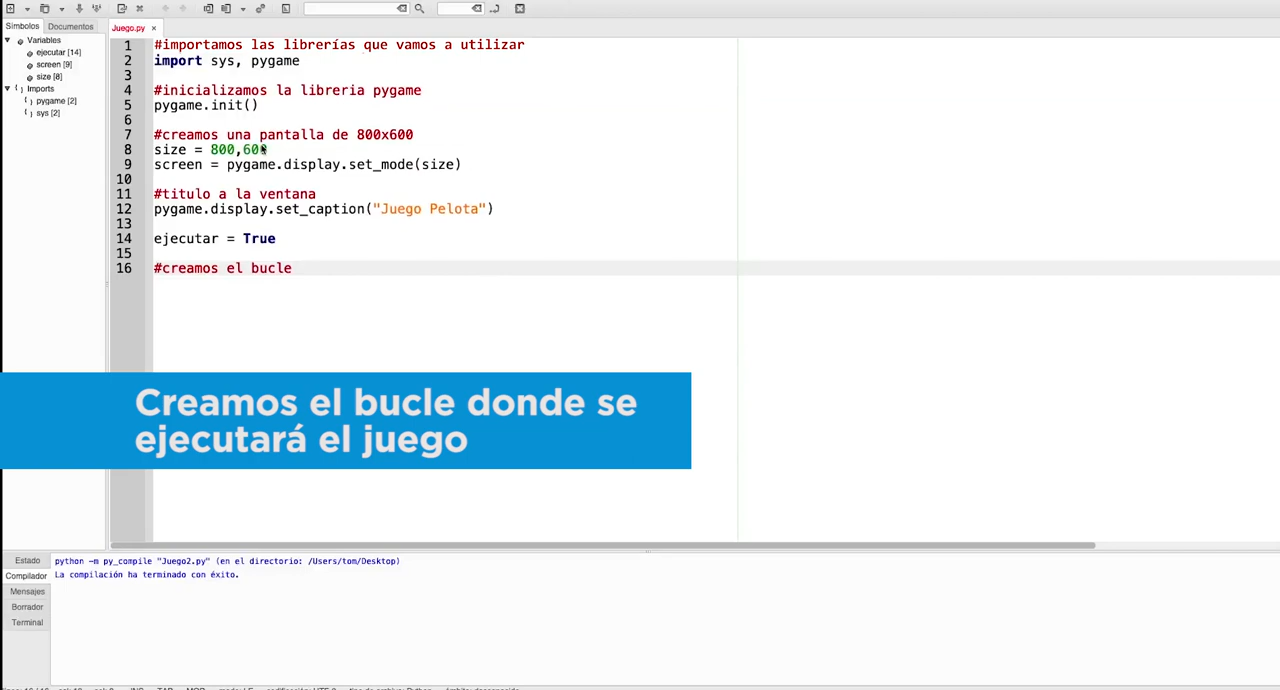 Símbolos Documentos Juego.py
Variables
ejecutar [14]
screen [9]
size [8]
Imports
pygame [2]
sys [2]
1 #importamos las librerías que vamos a utilizar
2 import sys, pygame
3
4 #inicializamos la libreria pygame
5 pygame.init()
6
7 #creamos una pantalla de 800x600
8 size = 800,600
9 screen = pygame.display.set_mode(size)
10
11 #titulo a la ventana
12 pygame.display.set_caption("Juego Pelota")
13
14 ejecutar = True
15
16 #creamos el bucle
Creamos el bucle donde se
ejecutará el juego
Estado
Compilador
Mensajes
Borrador
Terminal
python -m py_compile "Juego2.py" (en el directorio: /Users/tom/Desktop)
La compilación ha terminado con éxito.